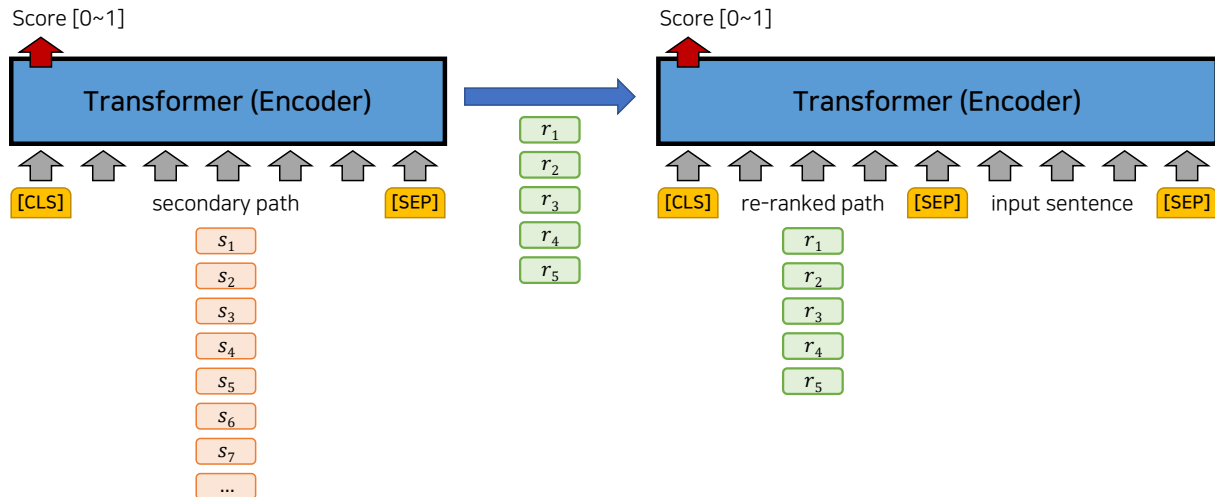 Score [0~1]
Transformer (Encoder)
[CLS] secondary path [SEP]
s₁
s₂
s₃
s₄
s₅
s₆
s₇
...
r₁
r₂
r₃
r₄
r₅
Score [0~1]
Transformer (Encoder)
[CLS] re-ranked path [SEP] input sentence [SEP]
r₁
r₂
r₃
r₄
r₅